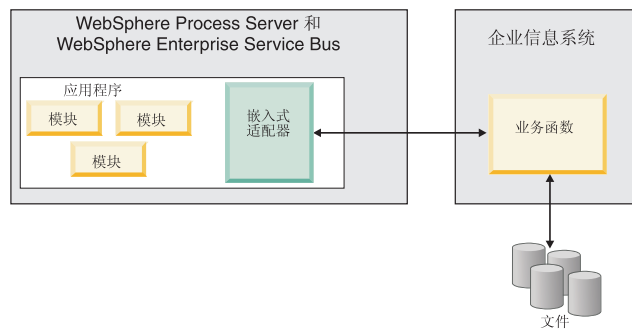 WebSphere Process Server 和
WebSphere Enterprise Service Bus
应用程序
模块
模块
模块
嵌入式
适配器
企业信息系统
业务函数
文件